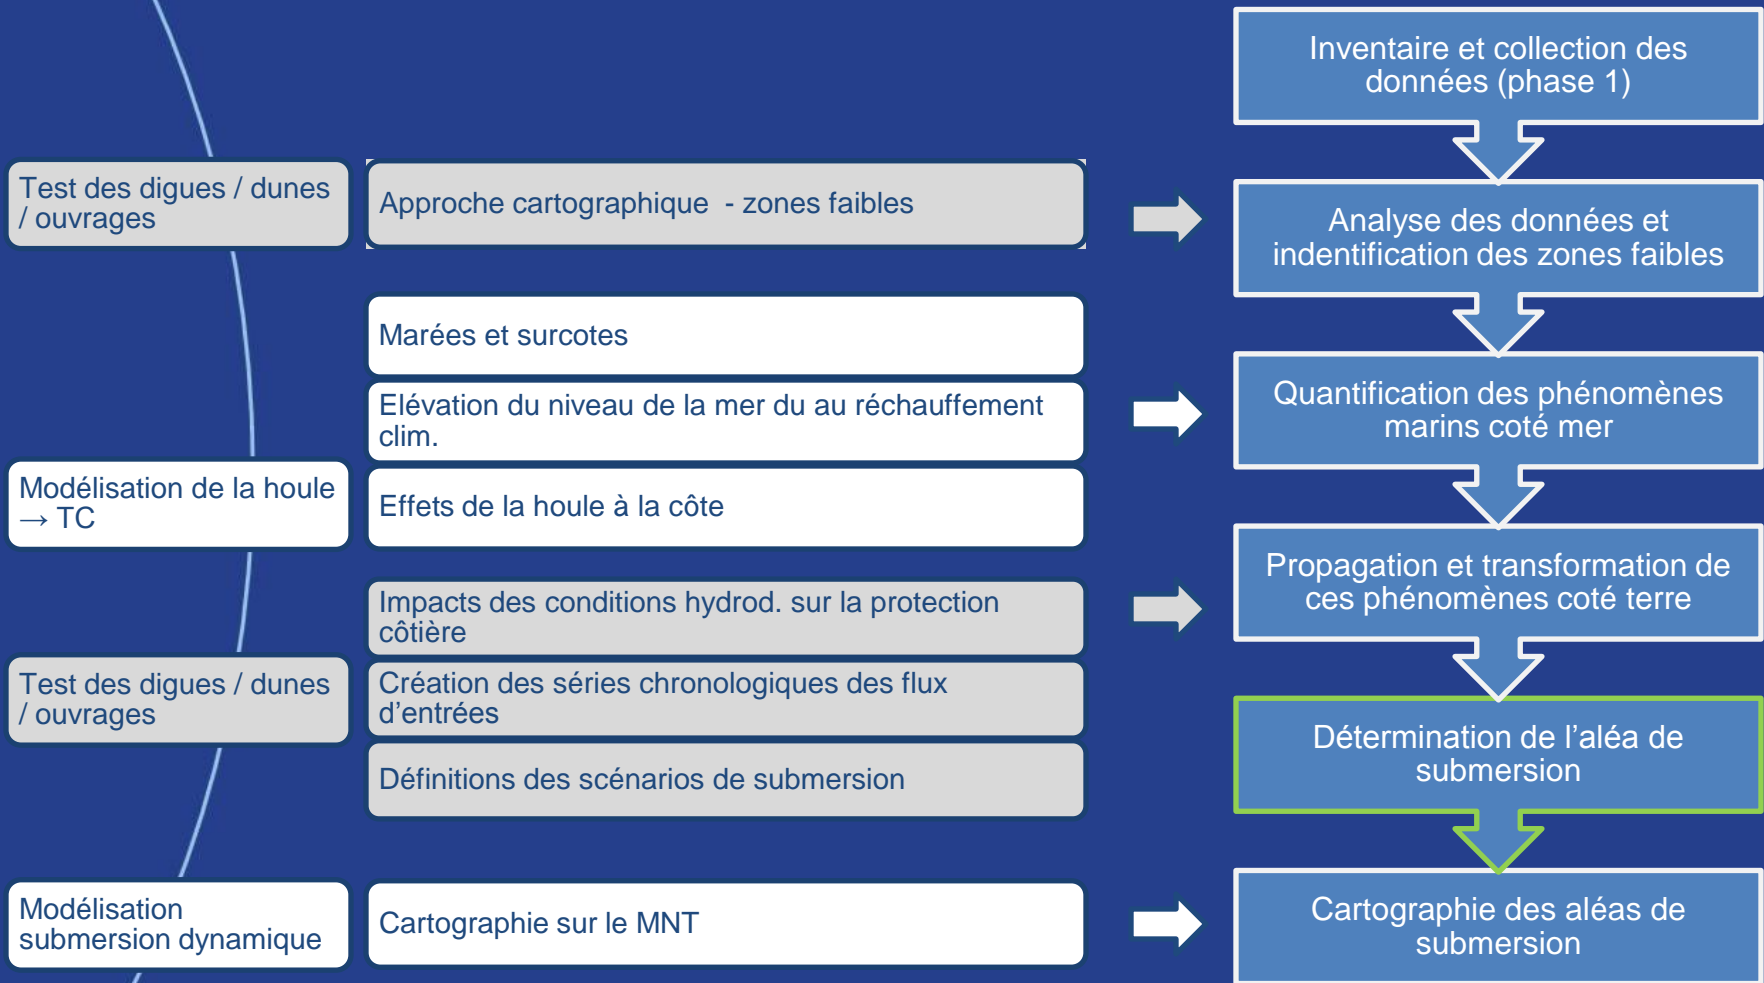 Inventaire et collection des
données (phase 1)
Test des digues / dunes
/ ouvrages
Approche cartographique - zones faibles
Analyse des données et
indentification des zones faibles
Marées et surcotes
Elévation du niveau de la mer du au réchauffement
clim.
Quantification des phénomènes
marins coté mer
Modélisation de la houle
→ TC
Effets de la houle à la côte
Impacts des conditions hydrod. sur la protection
côtière
Propagation et transformation de
ces phénomènes coté terre
Test des digues / dunes
/ ouvrages
Création des séries chronologiques des flux
d’entrées
Définitions des scénarios de submersion
Détermination de l’aléa de
submersion
Modélisation
submersion dynamique
Cartographie sur le MNT
Cartographie des aléas de
submersion